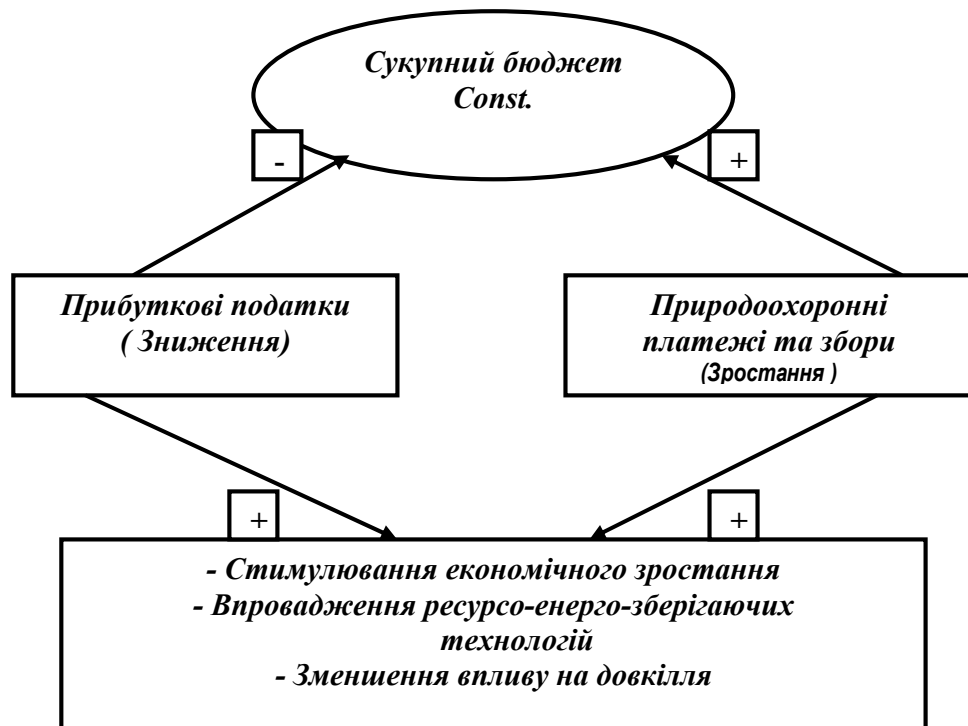 Сукупний бюджет
Const.
-
+
Прибуткові податки
( Зниження)
Природоохоронні
платежі та збори
(Зростання )
+
+
- Стимулювання економічного зростання
- Впровадження ресурсо-енерго-зберігаючих
технологій
- Зменшення впливу на довкілля